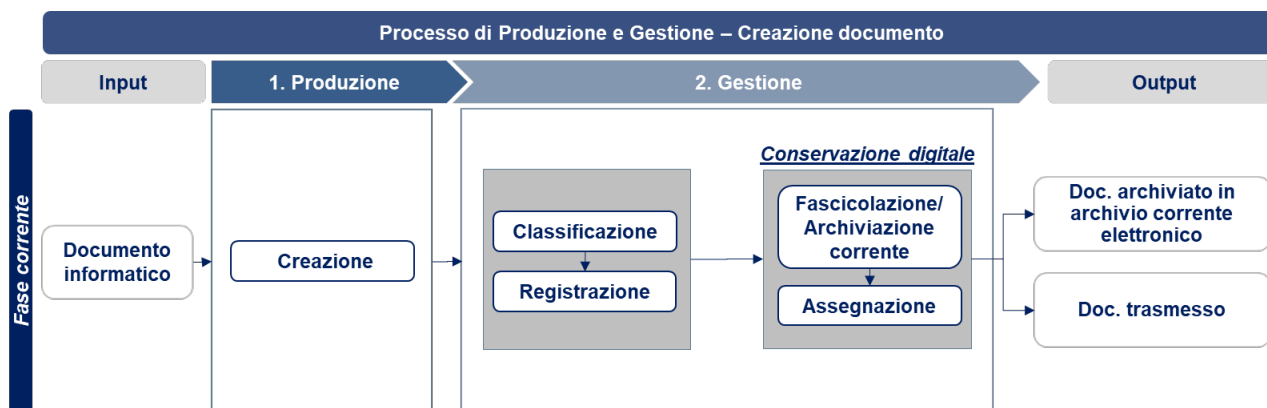 Processo di Produzione e Gestione – Creazione documento
Input
1. Produzione
2. Gestione
Output
Fase corrente
Documento
informatico
Creazione
Classificazione
Registrazione
Conservazione digitale
Fascicolazione/
Archiviazione
corrente
Assegnazione
Doc. archiviato in
archivio corrente
elettronico
Doc. trasmesso